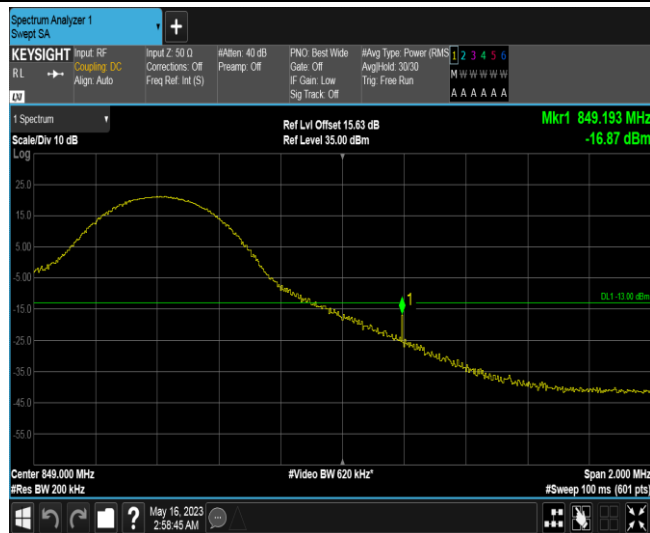 Spectrum Analyzer 1
Swept SA
+
KEYSIGHT
RL
LXI
Input: RF
Coupling: DC
Align: Auto
Input Z: 50 Ω
Corrections: Off
Freq Ref: Int (S)
#Atten: 40 dB
Preamp: Off
PNO: Best Wide
Gate: Off
IF Gain: Low
Sig Track: Off
#Avg Type: Power (RMS
Avg|Hold: 30/30
Trig: Free Run
1 2 3 4 5 6
M W W W W W
A A A A A A
1 Spectrum
Scale/Div 10 dB
Ref Lvl Offset 15.63 dB
Ref Level 35.00 dBm
Mkr1 849.193 MHz
-16.87 dBm
Log
25.0
15.0
5.00
-5.00
-15.0
-25.0
-35.0
-45.0
-55.0
1
DL1 -13.00 dBm
Center 849.000 MHz
#Video BW 620 kHz*
Span 2.000 MHz
#Res BW 200 kHz
#Sweep 100 ms (601 pts)
?
May 16, 2023
2:58:45 AM